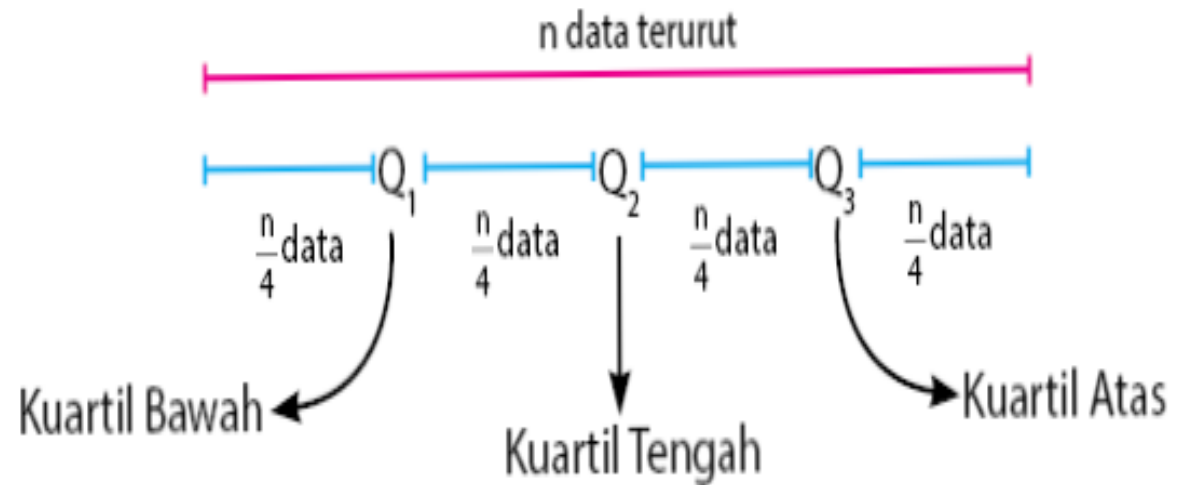 n data terurut
Q₁ Q₂ Q₃
n/4 data n/4 data n/4 data n/4 data
Kuartil Bawah
Kuartil Tengah
Kuartil Atas